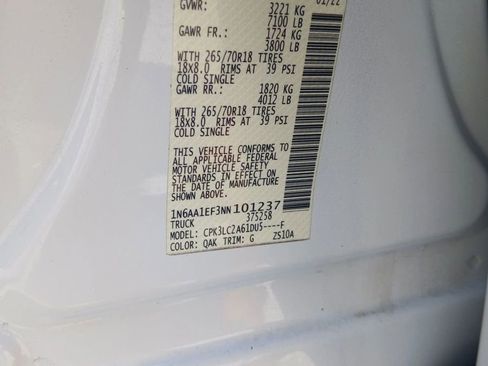 GVWR: 3221 KG 01/22
7100 LB
GAWR FR.: 1724 KG
3800 LB
WITH 265/70R18 TIRES
18X8.0 RIMS AT 39 PSI
COLD SINGLE
GAWR RR.: 1820 KG
4012 LB
WITH 265/70R18 TIRES
18X8.0 RIMS AT 39 PSI
COLD SINGLE
THIS VEHICLE CONFORMS TO
ALL APPLICABLE FEDERAL
MOTOR VEHICLE SAFETY
STANDARDS IN EFFECT ON
THE DATE OF MANUFACTURE
SHOWN ABOVE.
1N6AA1EF3NN101237
TRUCK 375258
MODEL: CPK3LC2A61DUS----F
COLOR: QAK TRIM: G ZS10A